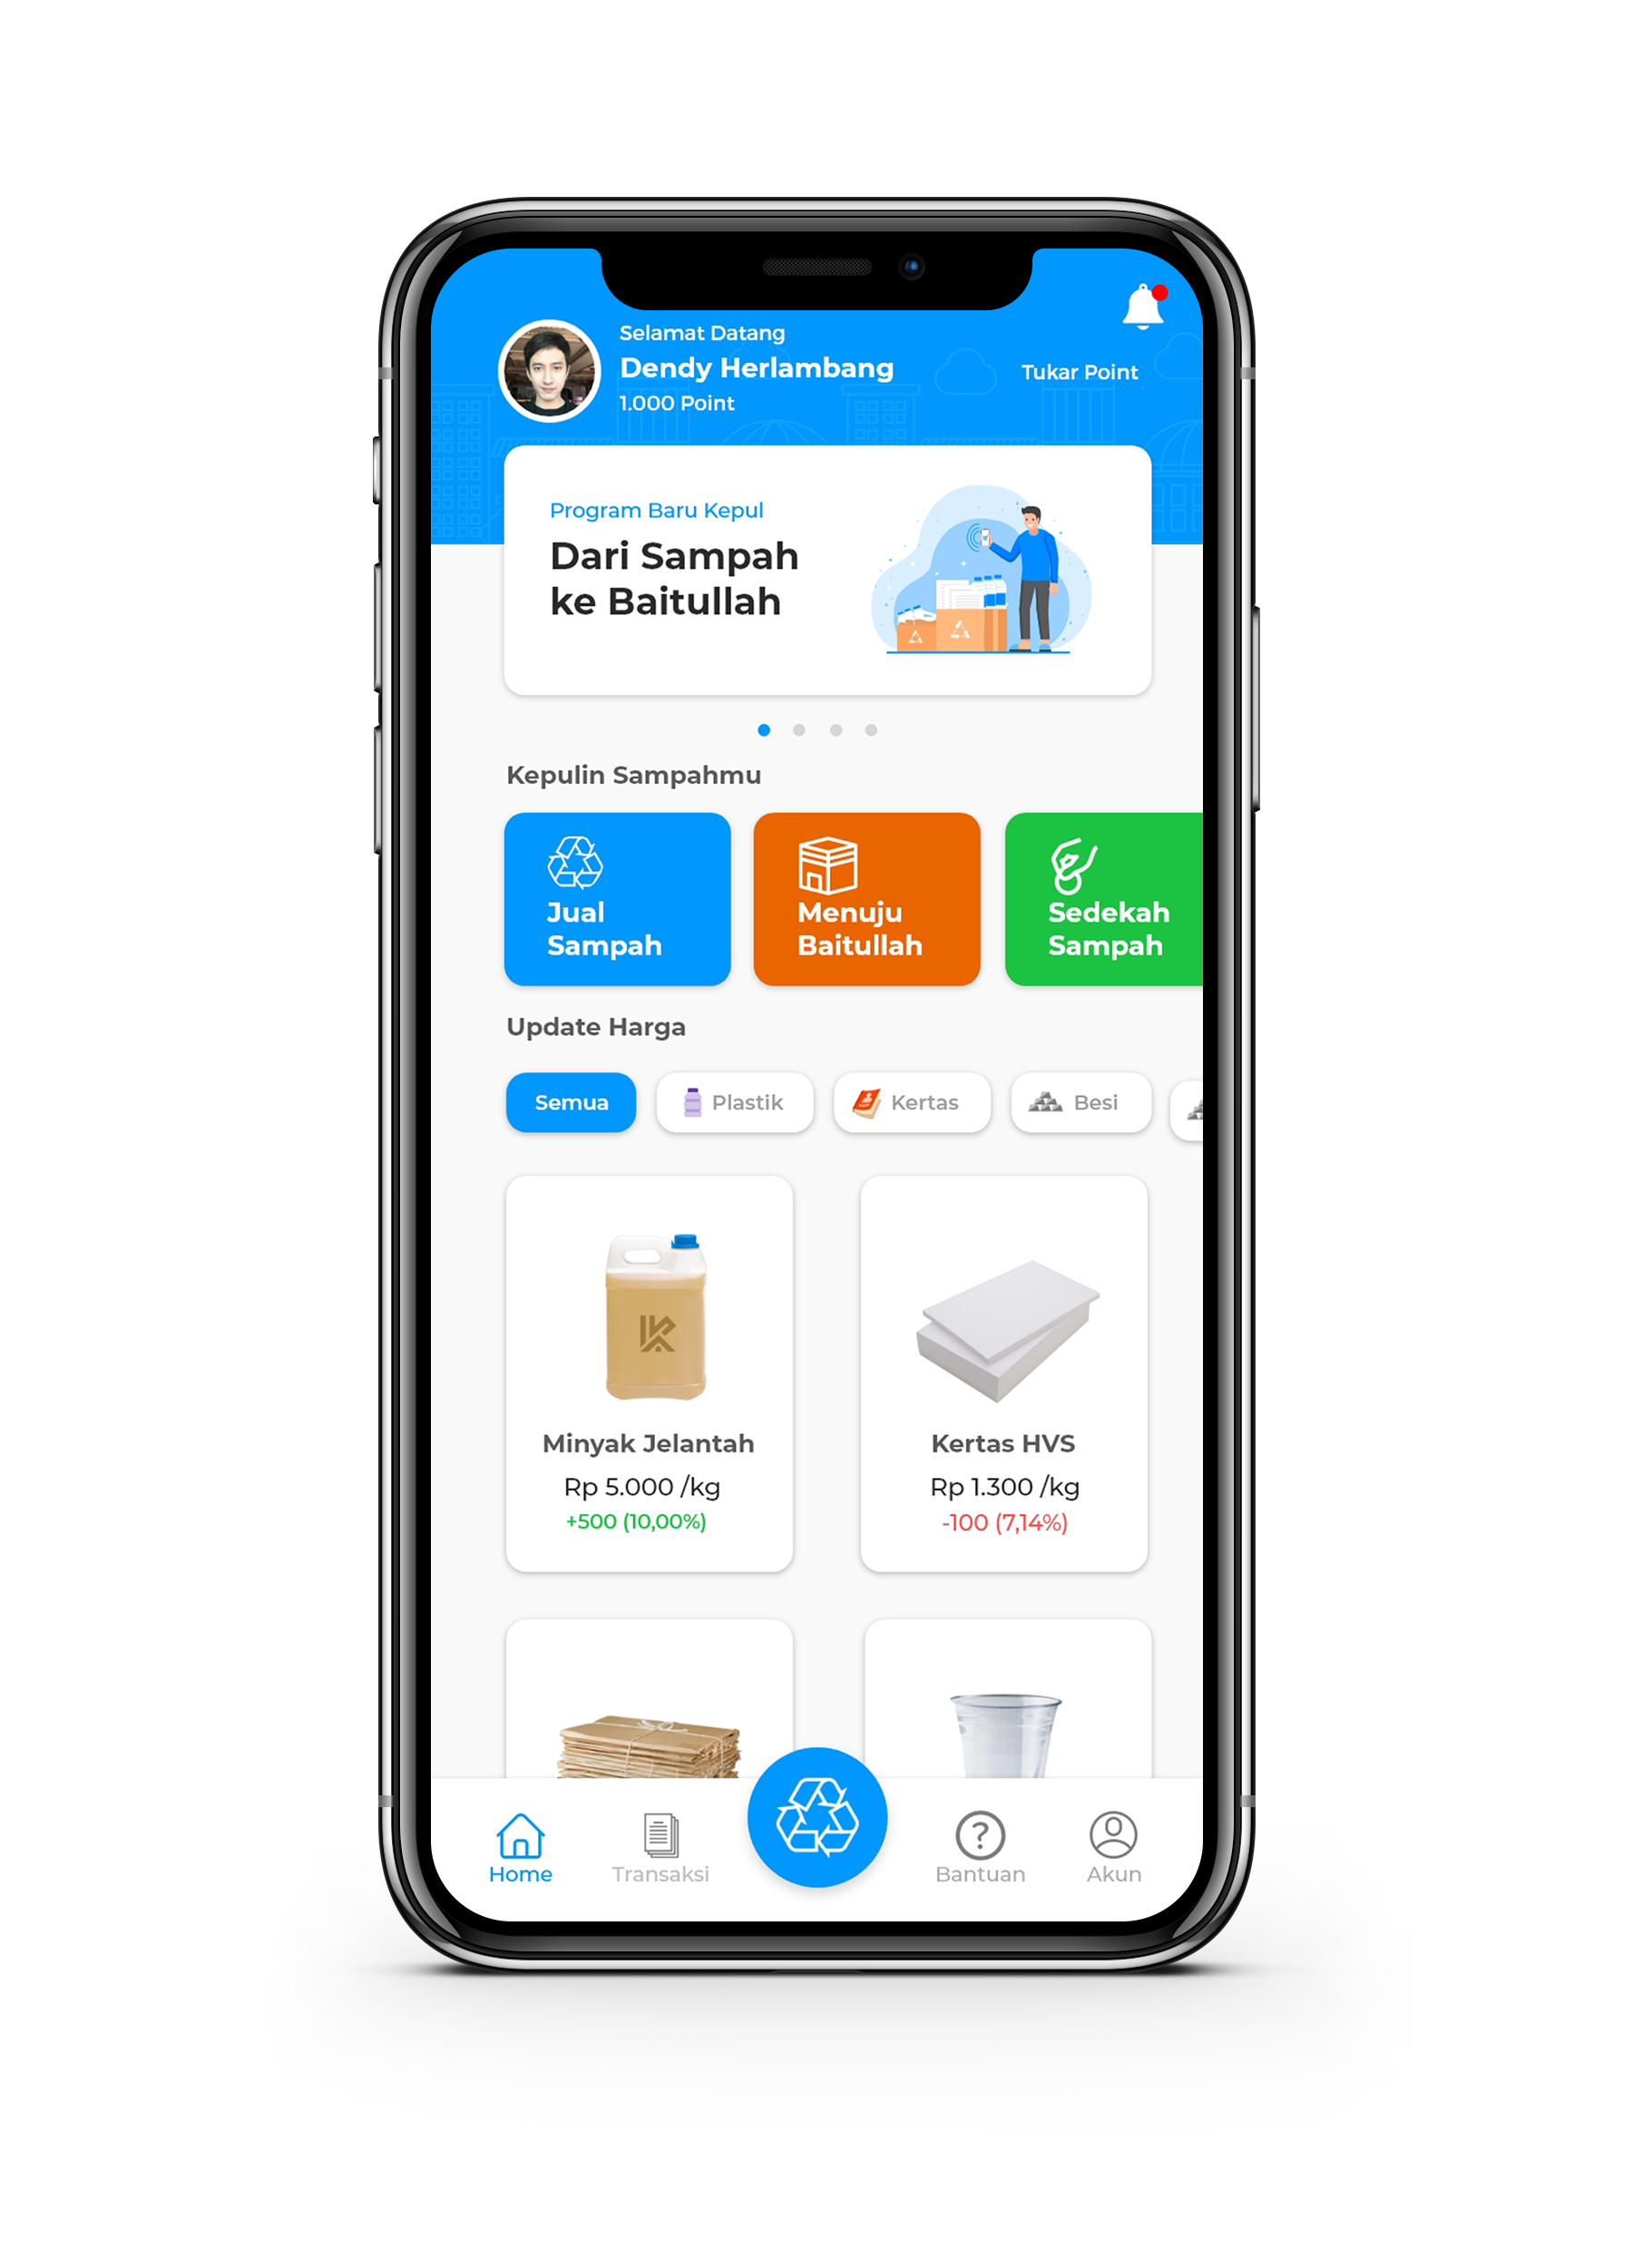 Selamat Datang
Dendy Herlambang
1.000 Point
Tukar Point
Program Baru Kepul
Dari Sampah
ke Baitullah
Kepulin Sampahmu
Jual
Sampah
Menuju
Baitullah
Sedekah
Sampah
Update Harga
Semua
Plastik
Kertas
Besi
Minyak Jelantah
Rp 5.000 /kg
+500 (10,00%)
Kertas HVS
Rp 1.300 /kg
-100 (7,14%)
Home
Transaksi
Bantuan
Akun